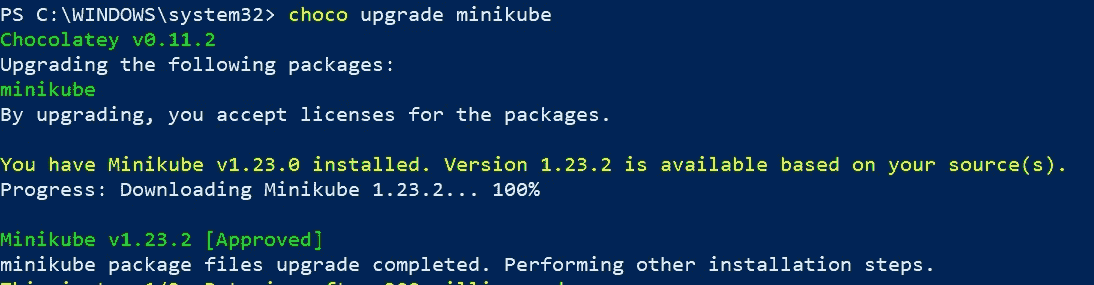 PS C:\WINDOWS\system32> choco upgrade minikube
Chocolatey v0.11.2
Upgrading the following packages:
minikube
By upgrading, you accept licenses for the packages.
You have Minikube v1.23.0 installed. Version 1.23.2 is available based on your source(s).
Progress: Downloading Minikube 1.23.2... 100%
Minikube v1.23.2 [Approved]
minikube package files upgrade completed. Performing other installation steps.